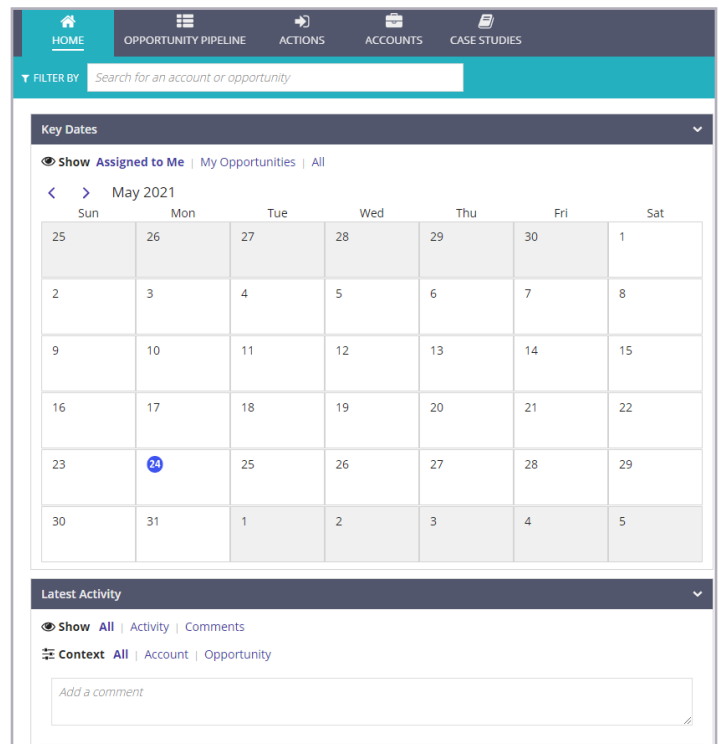 HOME OPPORTUNITY PIPELINE ACTIONS ACCOUNTS CASE STUDIES
FILTER BY Search for an account or opportunity
Key Dates
Show Assigned to Me | My Opportunities | All
May 2021
Sun Mon Tue Wed Thu Fri Sat
25 26 27 28 29 30 1
2 3 4 5 6 7 8
9 10 11 12 13 14 15
16 17 18 19 20 21 22
23 24 25 26 27 28 29
30 31 1 2 3 4 5
Latest Activity
Show All | Activity | Comments
Context All | Account | Opportunity
Add a comment